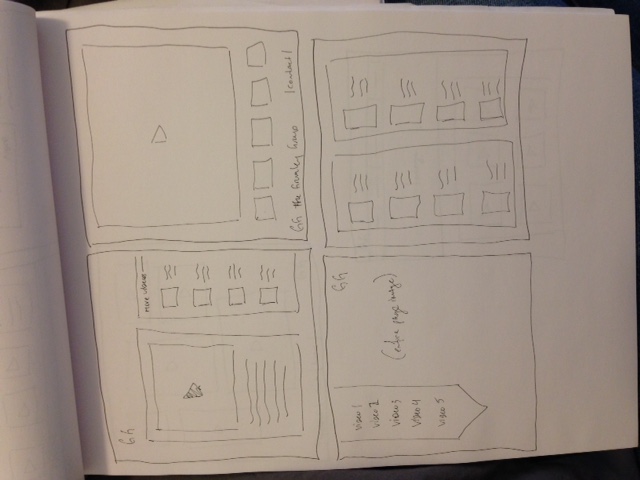 GG
More videos
GG the Gormley Group
|contact|
GG
video 1
video 2
video 3
video 4
video 5
(entire page image)